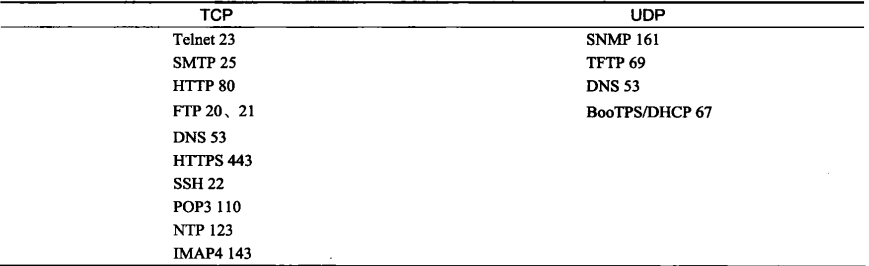 TCP UDP
Telnet 23 SNMP 161
SMTP 25 TFTP 69
HTTP 80 DNS 53
FTP 20、21 BooTPS/DHCP 67
DNS 53
HTTPS 443
SSH 22
POP3 110
NTP 123
IMAP4 143